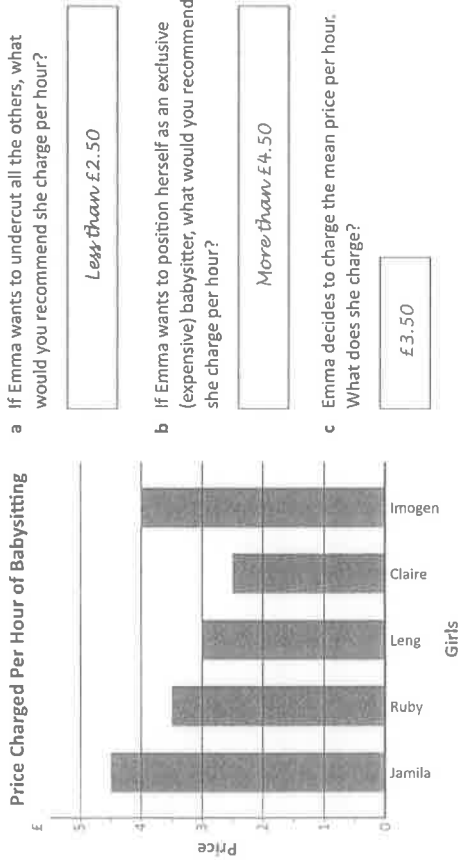 Price Charged Per Hour of Babysitting
£
5
4
3
2
1
0
Price
Jamila
Ruby
Leng
Claire
Imogen
Girls
a If Emma wants to undercut all the others, what
would you recommend she charge per hour?
Less than £2.50
b If Emma wants to position herself as an exclusive
(expensive) babysitter, what would you recommend
she charge per hour?
More than £4.50
c Emma decides to charge the mean price per hour.
What does she charge?
£3.50